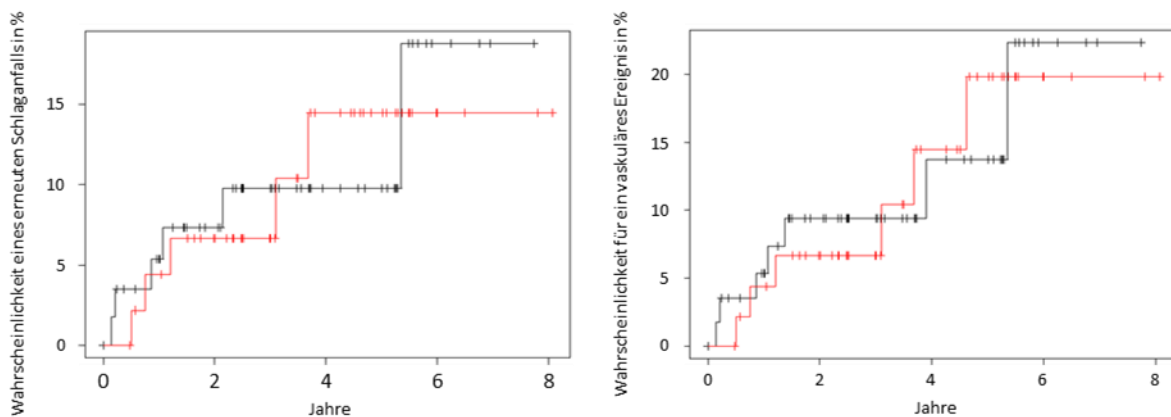 Wahrscheinlichkeit eines erneuten Schlaganfalls in %
15
10
5
0
0 2 4 6 8
Jahre
Wahrscheinlichkeit für ein vaskuläres Ereignis in %
20
15
10
5
0
0 2 4 6 8
Jahre